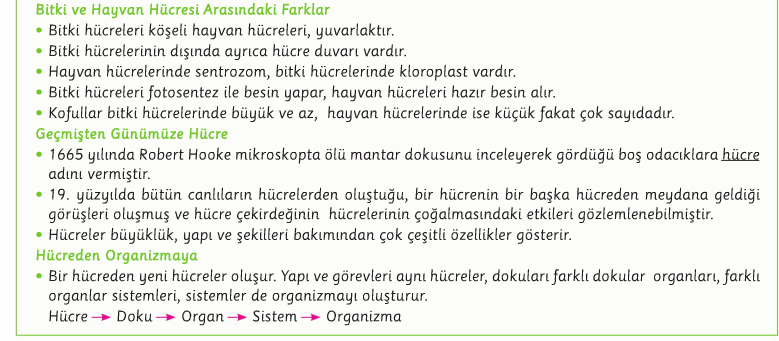 Bitki ve Hayvan Hücresi Arasındaki Farklar
• Bitki hücreleri köşeli hayvan hücreleri, yuvarlaktır.
• Bitki hücrelerinin dışında ayrıca hücre duvarı vardır.
• Hayvan hücrelerinde sentrozom, bitki hücrelerinde kloroplast vardır.
• Bitki hücreleri fotosentez ile besin yapar, hayvan hücreleri hazır besin alır.
• Kofullar bitki hücrelerinde büyük ve az, hayvan hücrelerinde ise küçük fakat çok sayıdadır.
Geçmişten Günümüze Hücre
• 1665 yılında Robert Hooke mikroskopta ölü mantar dokusunu inceleyerek gördüğü boş odacıklara hücre
adını vermiştir.
• 19. yüzyılda bütün canlıların hücrelerden oluştuğu, bir hücrenin bir başka hücreden meydana geldiği
görüşleri oluşmuş ve hücre çekirdeğinin hücrelerinin çoğalmasındaki etkileri gözlemlenebilmiştir.
• Hücreler büyüklük, yapı ve şekilleri bakımından çok çeşitli özellikler gösterir.
Hücreden Organizmaya
• Bir hücreden yeni hücreler oluşur. Yapı ve görevleri aynı hücreler, dokuları farklı dokular organları, farklı
organlar sistemleri, sistemler de organizmayı oluşturur.
Hücre → Doku → Organ → Sistem → Organizma